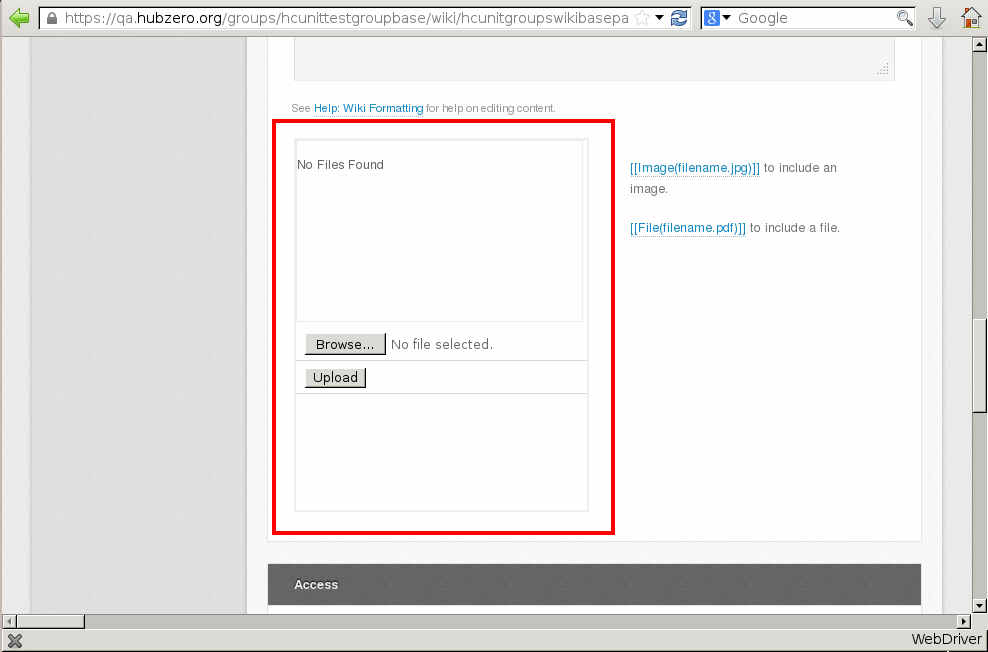 https://qa.hubzero.org/groups/hcunittestgroupbase/wiki/hcunitgroupswikibasepa
8
Google
See Help: Wiki Formatting for help on editing content.
No Files Found
[[Image(filename.jpg)]] to include an
image.
[[File(filename.pdf)]] to include a file.
Browse... No file selected.
Upload
Access
WebDriver